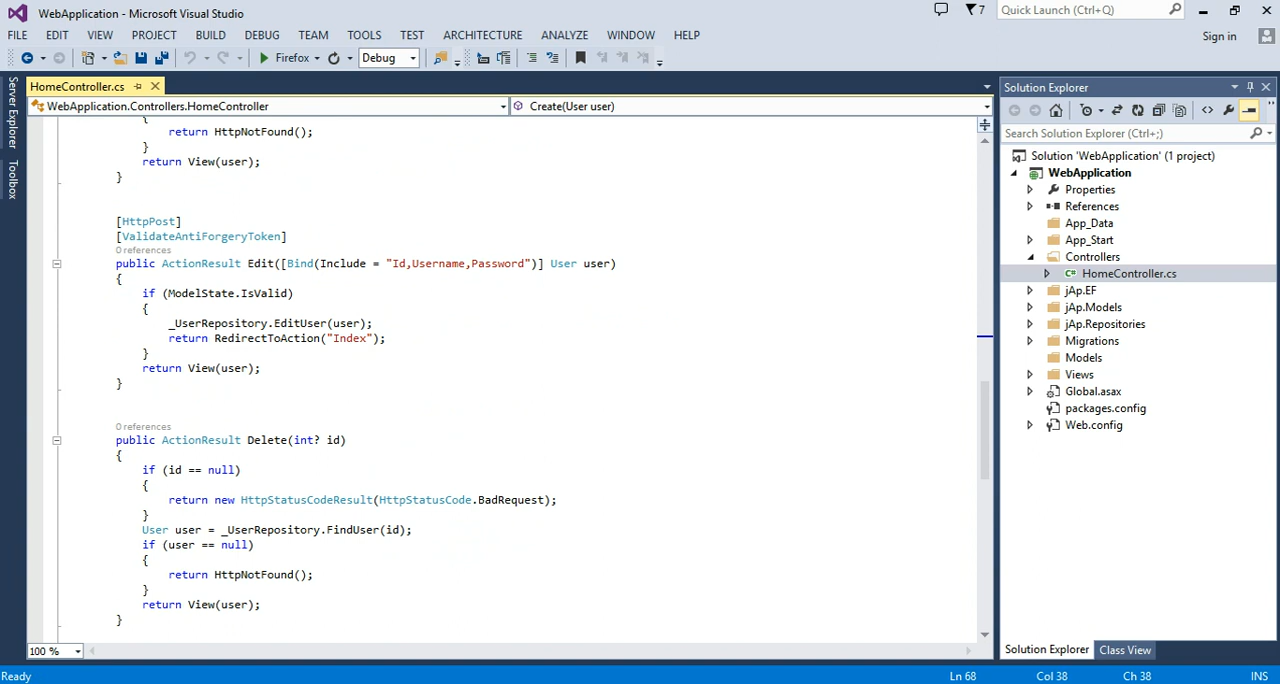 WebApplication - Microsoft Visual Studio
7
Quick Launch (Ctrl+Q)
FILE EDIT VIEW PROJECT BUILD DEBUG TEAM TOOLS TEST ARCHITECTURE ANALYZE WINDOW HELP
Sign in
Firefox
Debug
Server Explorer
Toolbox
HomeController.cs
WebApplication.Controllers.HomeController
Create(User user)
{
return HttpNotFound();
}
return View(user);
}
[HttpPost]
[ValidateAntiForgeryToken]
0 references
public ActionResult Edit([Bind(Include = "Id,Username,Password")] User user)
{
if (ModelState.IsValid)
{
_UserRepository.EditUser(user);
return RedirectToAction("Index");
}
return View(user);
}
0 references
public ActionResult Delete(int? id)
{
if (id == null)
{
return new HttpStatusCodeResult(HttpStatusCode.BadRequest);
}
User user = _UserRepository.FindUser(id);
if (user == null)
{
return HttpNotFound();
}
return View(user);
}
100 %
Solution Explorer
Search Solution Explorer (Ctrl+;)
Solution 'WebApplication' (1 project)
WebApplication
Properties
References
App_Data
App_Start
Controllers
C# HomeController.cs
jAp.EF
jAp.Models
jAp.Repositories
Migrations
Models
Views
Global.asax
packages.config
Web.config
Solution Explorer Class View
Ready
Ln 68 Col 38 Ch 38 INS